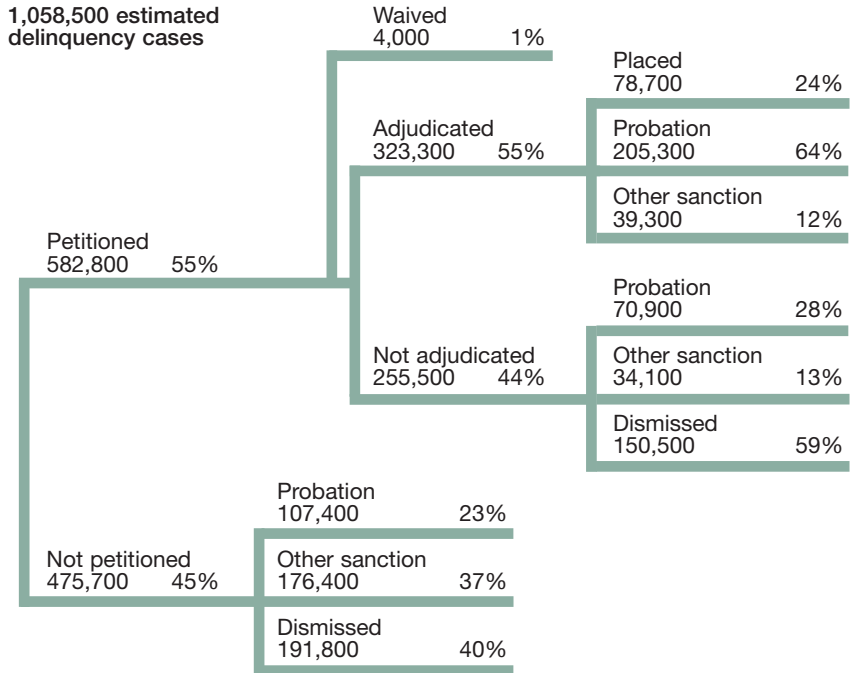 1,058,500 estimated
delinquency cases
Waived
4,000 1%
Adjudicated
323,300 55%
Placed
78,700 24%
Probation
205,300 64%
Other sanction
39,300 12%
Petitioned
582,800 55%
Not adjudicated
255,500 44%
Probation
70,900 28%
Other sanction
34,100 13%
Dismissed
150,500 59%
Not petitioned
475,700 45%
Probation
107,400 23%
Other sanction
176,400 37%
Dismissed
191,800 40%